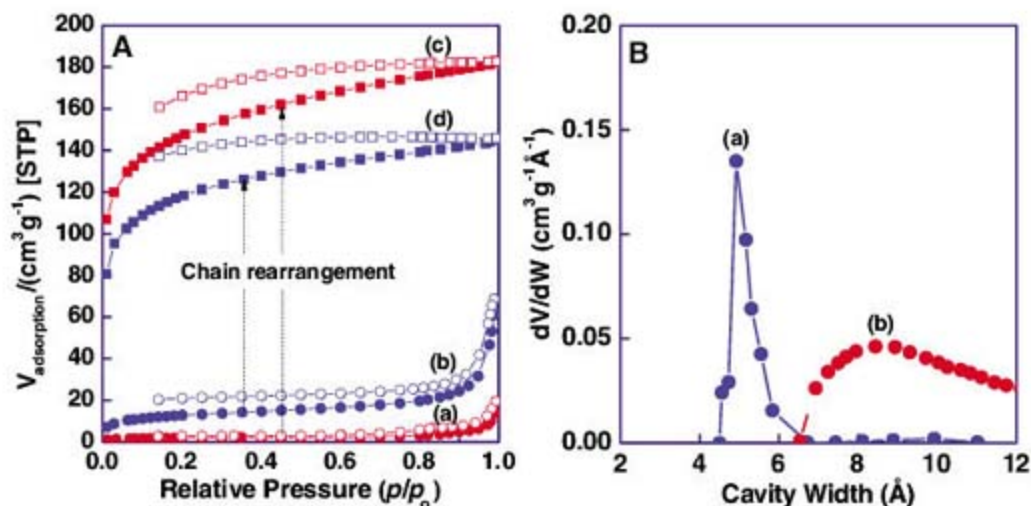 A
B
(c)
(d)
(b)
(a)
Chain rearrangement
200
180
160
140
120
100
80
60
40
20
0
0.0 0.2 0.4 0.6 0.8 1.0
V adsorption/(cm³g⁻¹) [STP]
Relative Pressure (p/pₒ)
(a)
(b)
0.20
0.15
0.10
0.05
0.00
2 4 6 8 10 12
dV/dW (cm³g⁻¹Å⁻¹)
Cavity Width (Å)